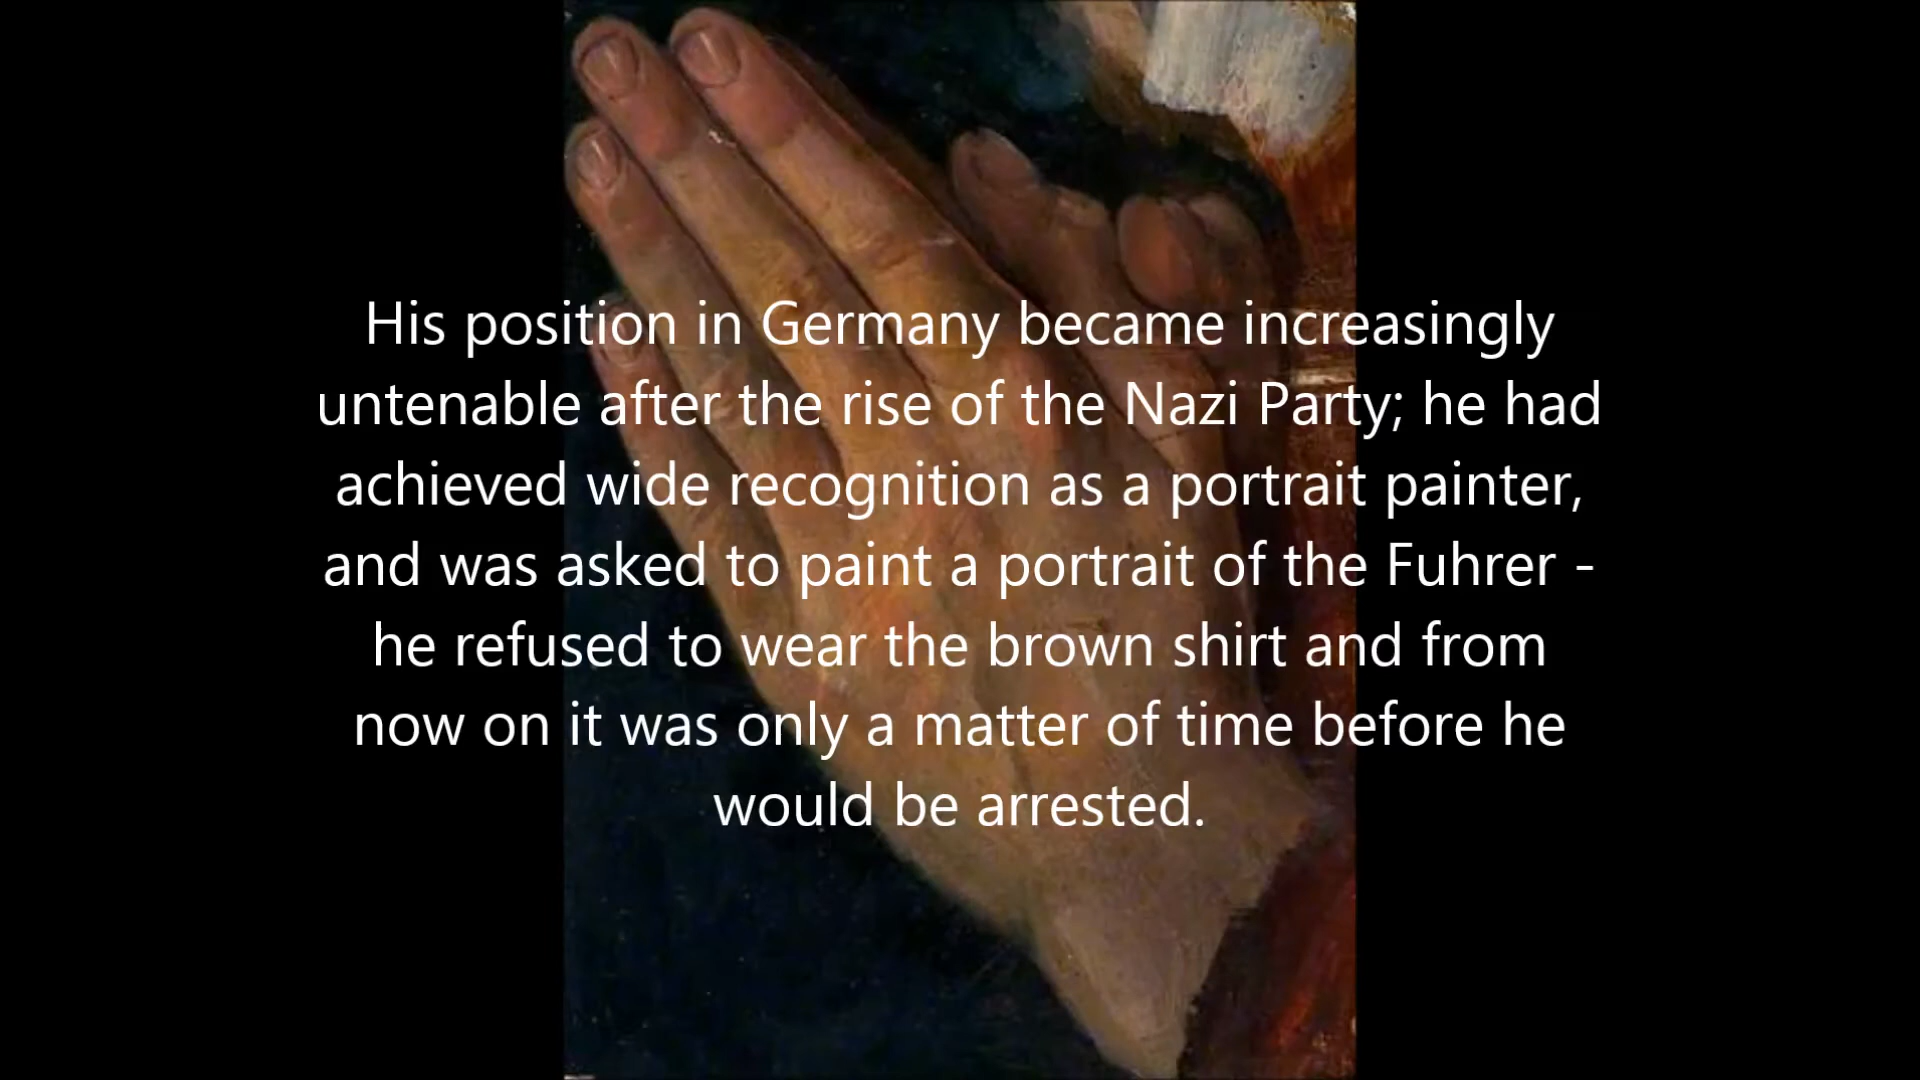 His position in Germany became increasingly
untenable after the rise of the Nazi Party; he had
achieved wide recognition as a portrait painter,
and was asked to paint a portrait of the Fuhrer -
he refused to wear the brown shirt and from
now on it was only a matter of time before he
would be arrested.